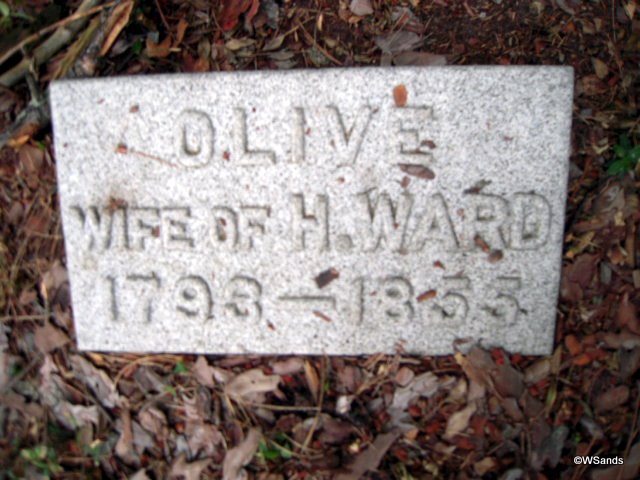 OLIVE
WIFE OF H. WARD
1793–1855
©WSands